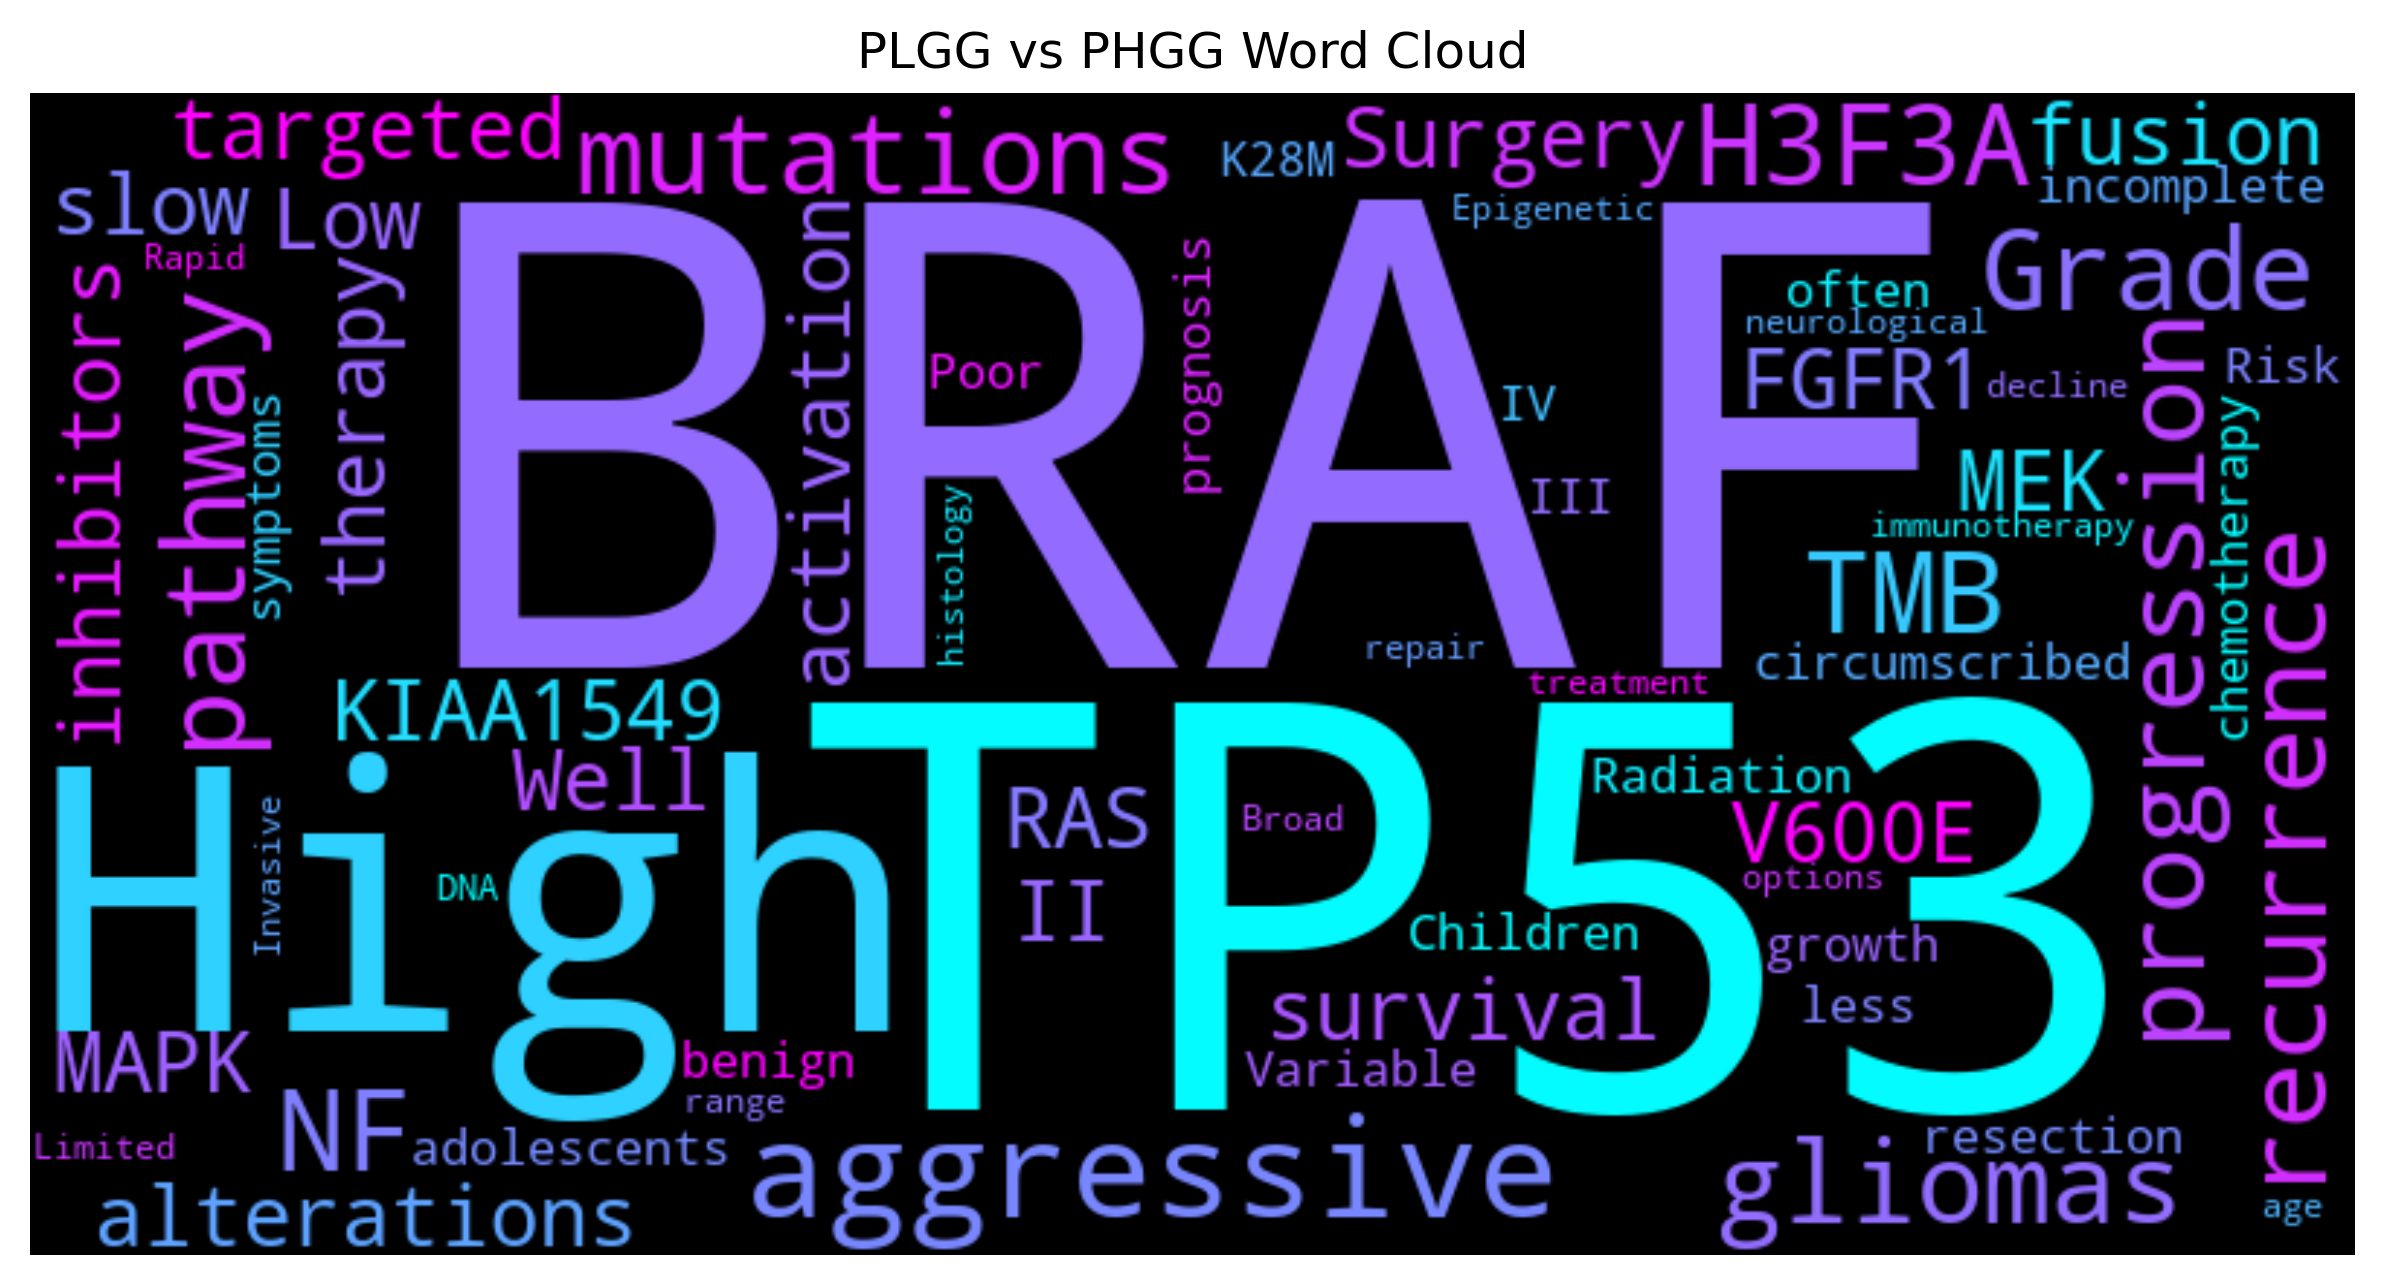 PLGG vs PHGG Word Cloud
targeted
mutations
K28M
Surgery
H3F3A
fusion
incomplete
slow
Low
Epigenetic
Rapid
BRAF
activation
prognosis
Grade
often
neurological
inhibitors
pathway
symptoms
therapy
Poor
IV
FGFR1
decline
Risk
progression
chemotherapy
histology
III
MEK
immunotherapy
TMB
recurrence
repair
circumscribed
treatment
KIAA1549
TP53
Well
High
Invasive
DNA
RAS
II
Broad
Radiation
V600E
options
Children
growth
survival
less
MAPK
benign
Variable
range
NF
adolescents
Limited
aggressive
resection
gliomas
alterations
age